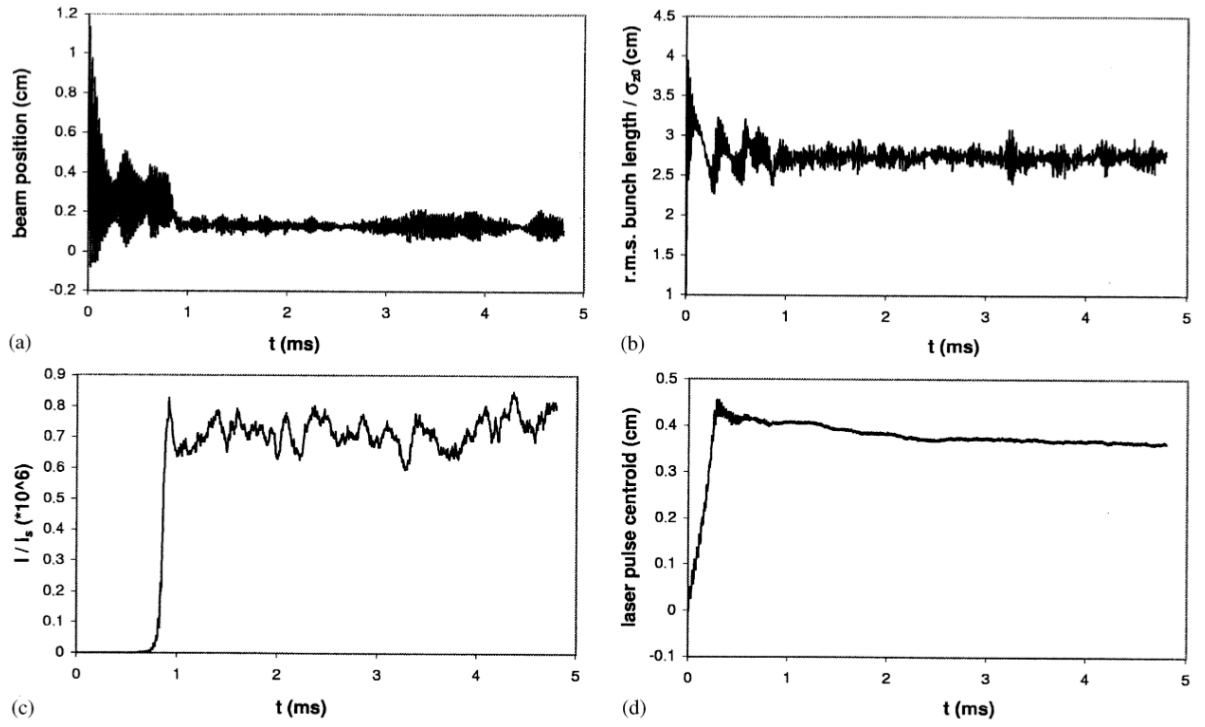 1.2
1
0.8
0.6
0.4
0.2
0
-0.2
beam position (cm)
0 1 2 3 4 5
t (ms)
(a)
4.5
4
3.5
3
2.5
2
1.5
1
r.m.s. bunch length / σz0 (cm)
0 1 2 3 4 5
t (ms)
(b)
0.9
0.8
0.7
0.6
0.5
0.4
0.3
0.2
0.1
0
I / Is (*10^6)
0 1 2 3 4 5
t (ms)
(c)
0.5
0.4
0.3
0.2
0.1
0
-0.1
laser pulse centroid (cm)
0 1 2 3 4 5
t (ms)
(d)